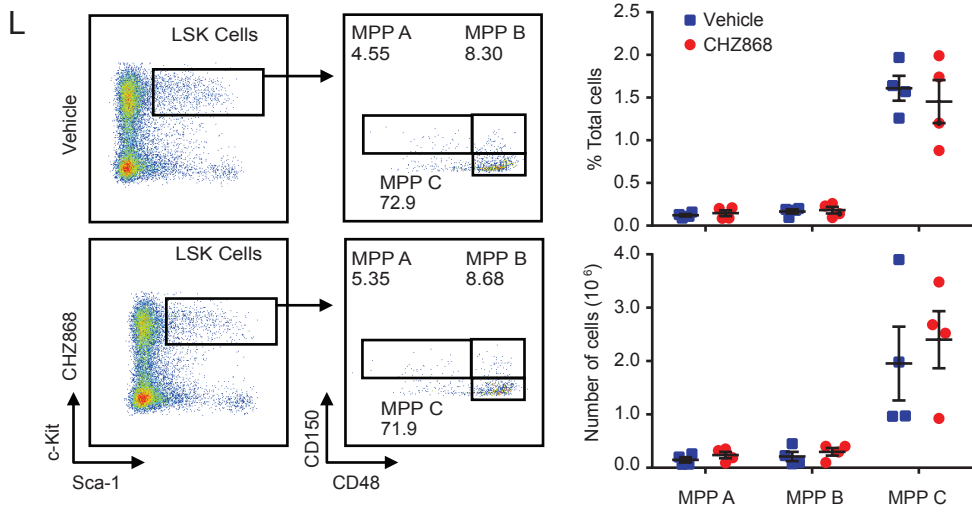 L
LSK Cells
MPP A
4.55
MPP B
8.30
MPP C
72.9
Vehicle
LSK Cells
MPP A
5.35
MPP B
8.68
MPP C
71.9
CHZ868
c-Kit
Sca-1
CD150
CD48
Vehicle
CHZ868
% Total cells
2.5
2.0
1.5
1.0
0.5
0.0
Number of cells (10⁶)
4.0
3.0
2.0
1.0
0.0
MPP A
MPP B
MPP C